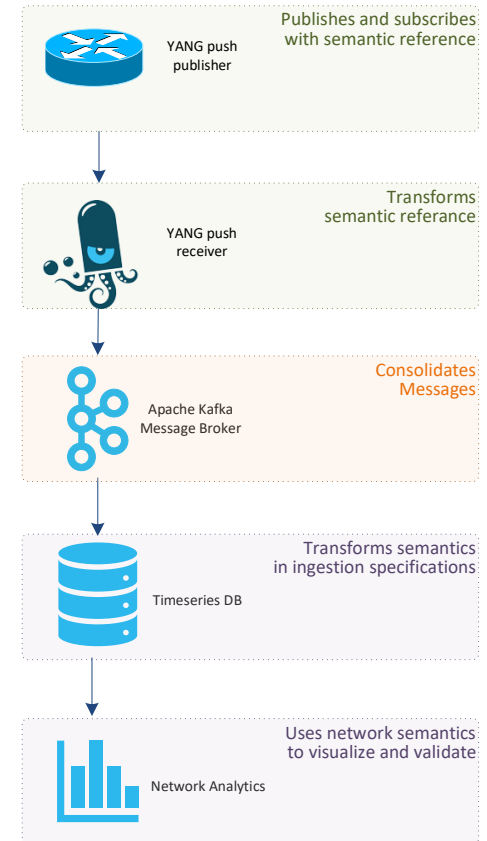 Publishes and subscribes
with semantic reference
YANG push
publisher
Transforms
semantic referance
YANG push
receiver
Consolidates
Messages
Apache Kafka
Message Broker
Transforms semantics
in ingestion specifications
Timeseries DB
Uses network semantics
to visualize and validate
Network Analytics